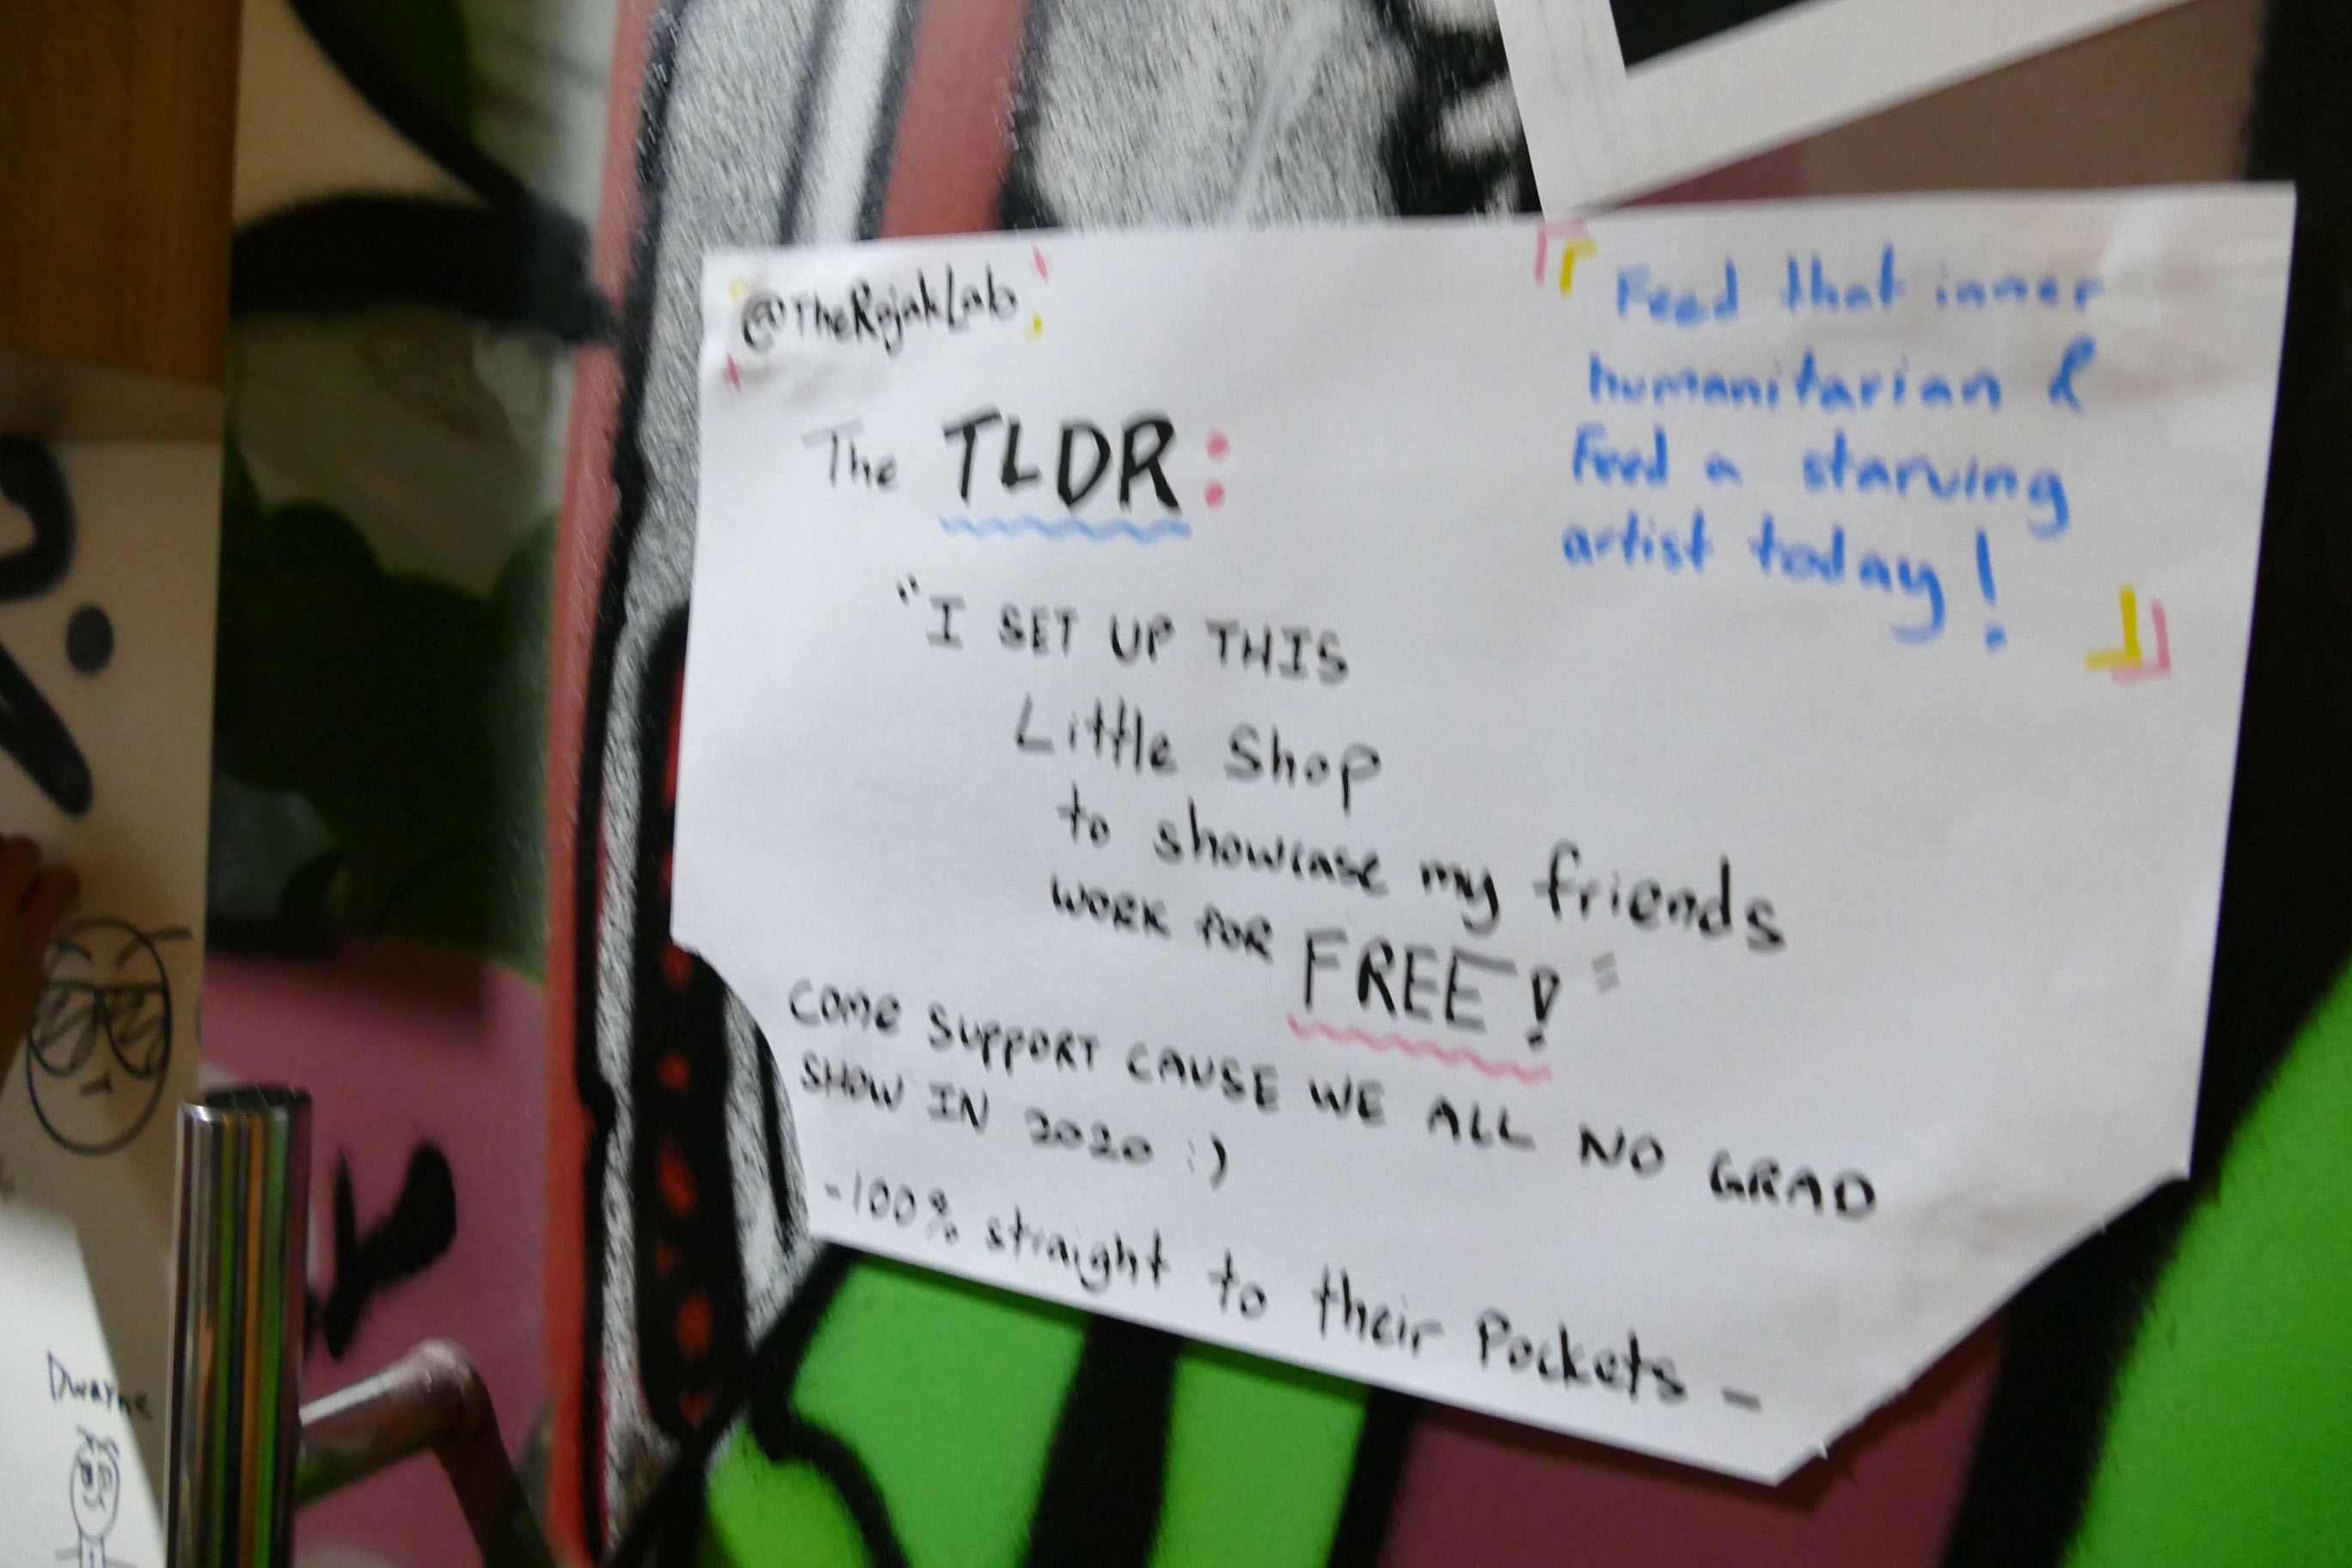 @TheRojakLab
The TLDR:
"I SET UP THIS
Little Shop
to showcase my friends
WORK FOR FREE!"
COME SUPPORT CAUSE WE ALL NO GRAD
SHOW IN 2020 :)
-100% straight to their Pockets -
Feed that inner
humanitarian &
Feed a starving
artist today!
Dwayne